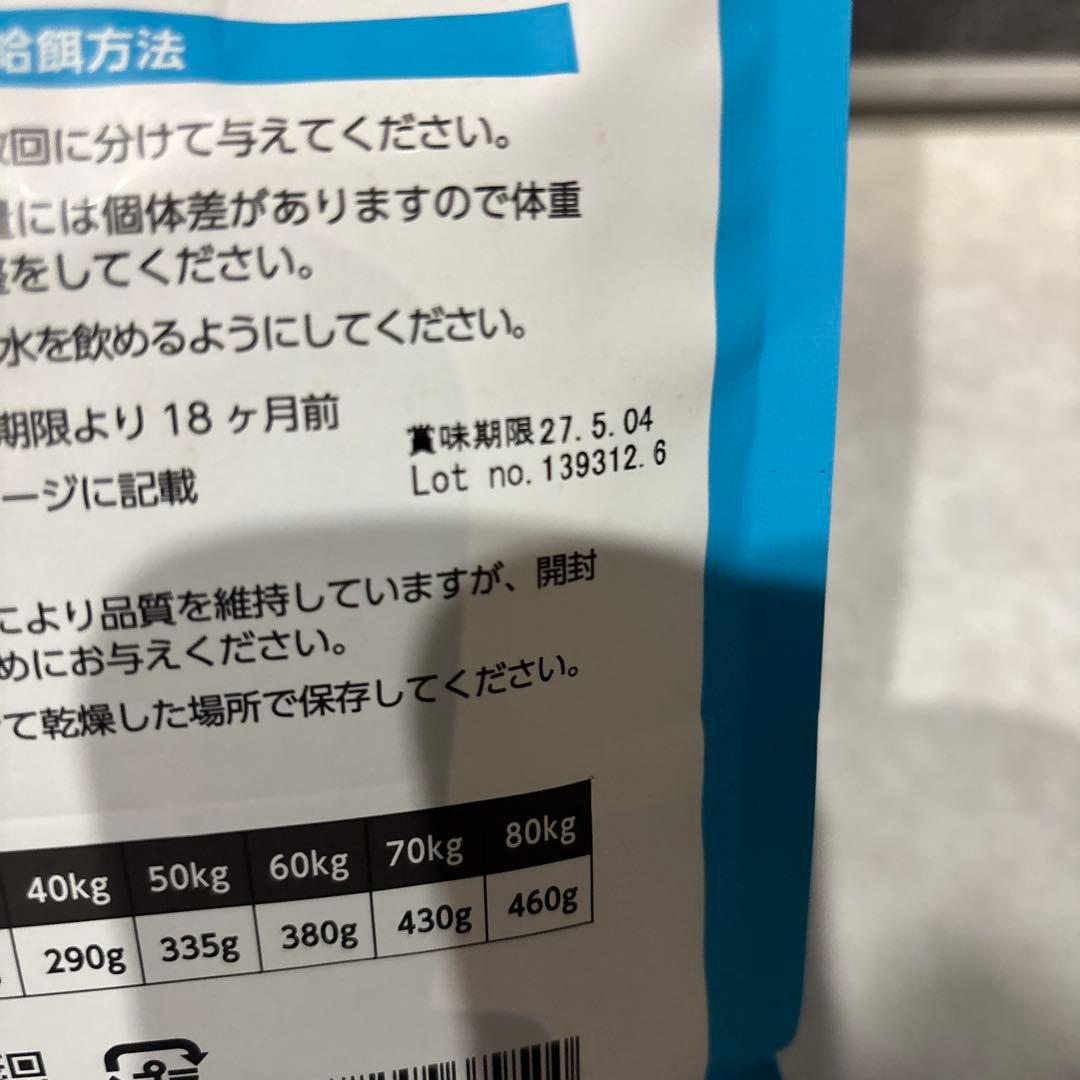 給餌方法
回に分けて与えてください。
量には個体差がありますので体重
整をしてください。
水を飲めるようにしてください。
期限より18ヶ月前
賞味期限27.5.04
ージに記載
Lot no.139312.6
により品質を維持していますが、開封
めにお与えください。
て乾燥した場所で保存してください。
40kg 50kg 60kg 70kg 80kg
290g 335g 380g 430g 460g